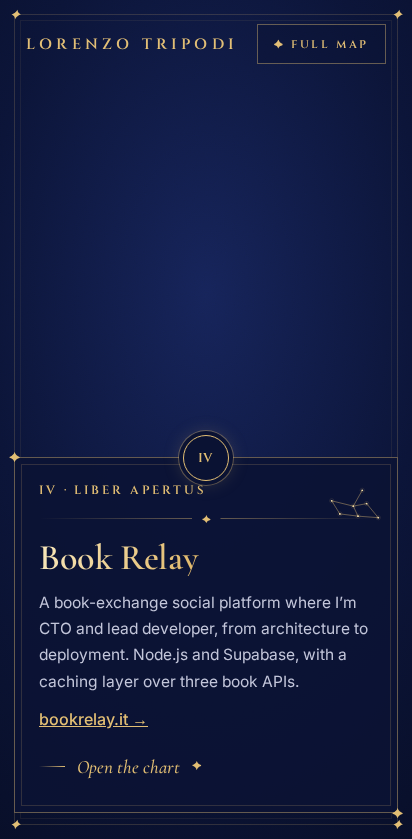 LORENZO TRIPODI
✦ FULL MAP
IV
IV · LIBER APERTUS
Book Relay
A book-exchange social platform where I’m
CTO and lead developer, from architecture to
deployment. Node.js and Supabase, with a
caching layer over three book APIs.
bookrelay.it →
Open the chart ✦